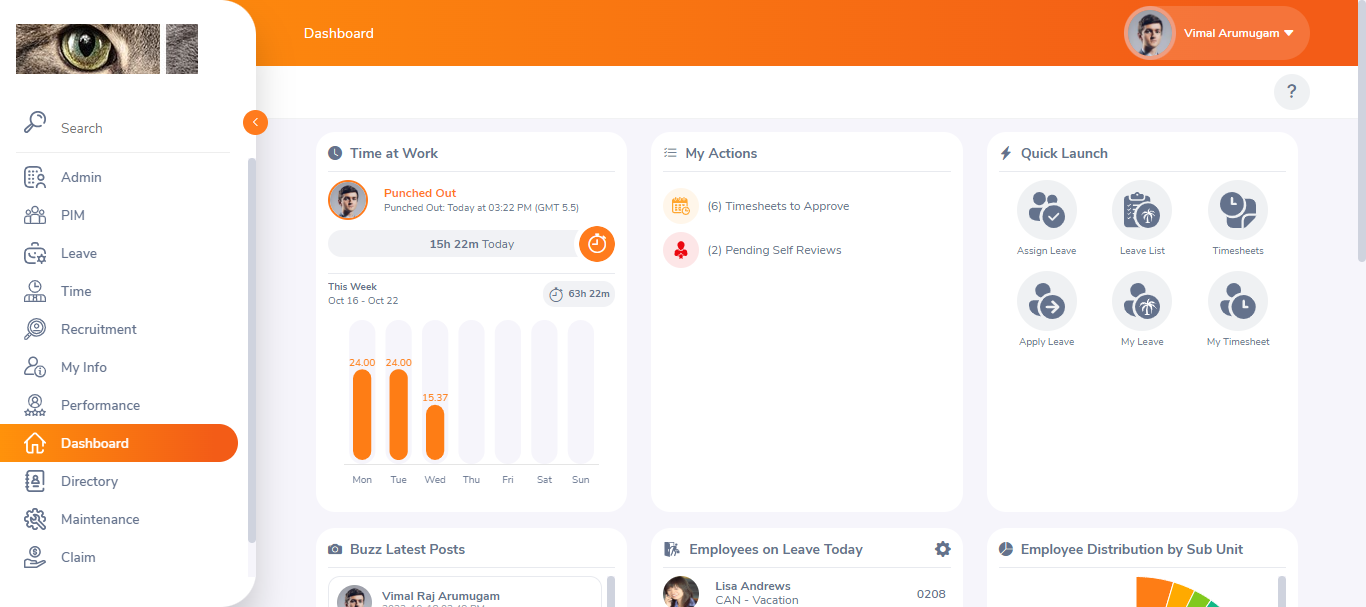 Dashboard
Vimal Arumugam
?
Search
Admin
PIM
Leave
Time
Recruitment
My Info
Performance
Dashboard
Directory
Maintenance
Claim
Time at Work
Punched Out
Punched Out: Today at 03:22 PM (GMT 5.5)
15h 22m Today
This Week
Oct 16 - Oct 22
63h 22m
24.00 24.00 15.37
Mon Tue Wed Thu Fri Sat Sun
My Actions
(6) Timesheets to Approve
(2) Pending Self Reviews
Quick Launch
Assign Leave Leave List Timesheets
Apply Leave My Leave My Timesheet
Buzz Latest Posts
Vimal Raj Arumugam
Employees on Leave Today
Lisa Andrews
CAN - Vacation
0208
Employee Distribution by Sub Unit